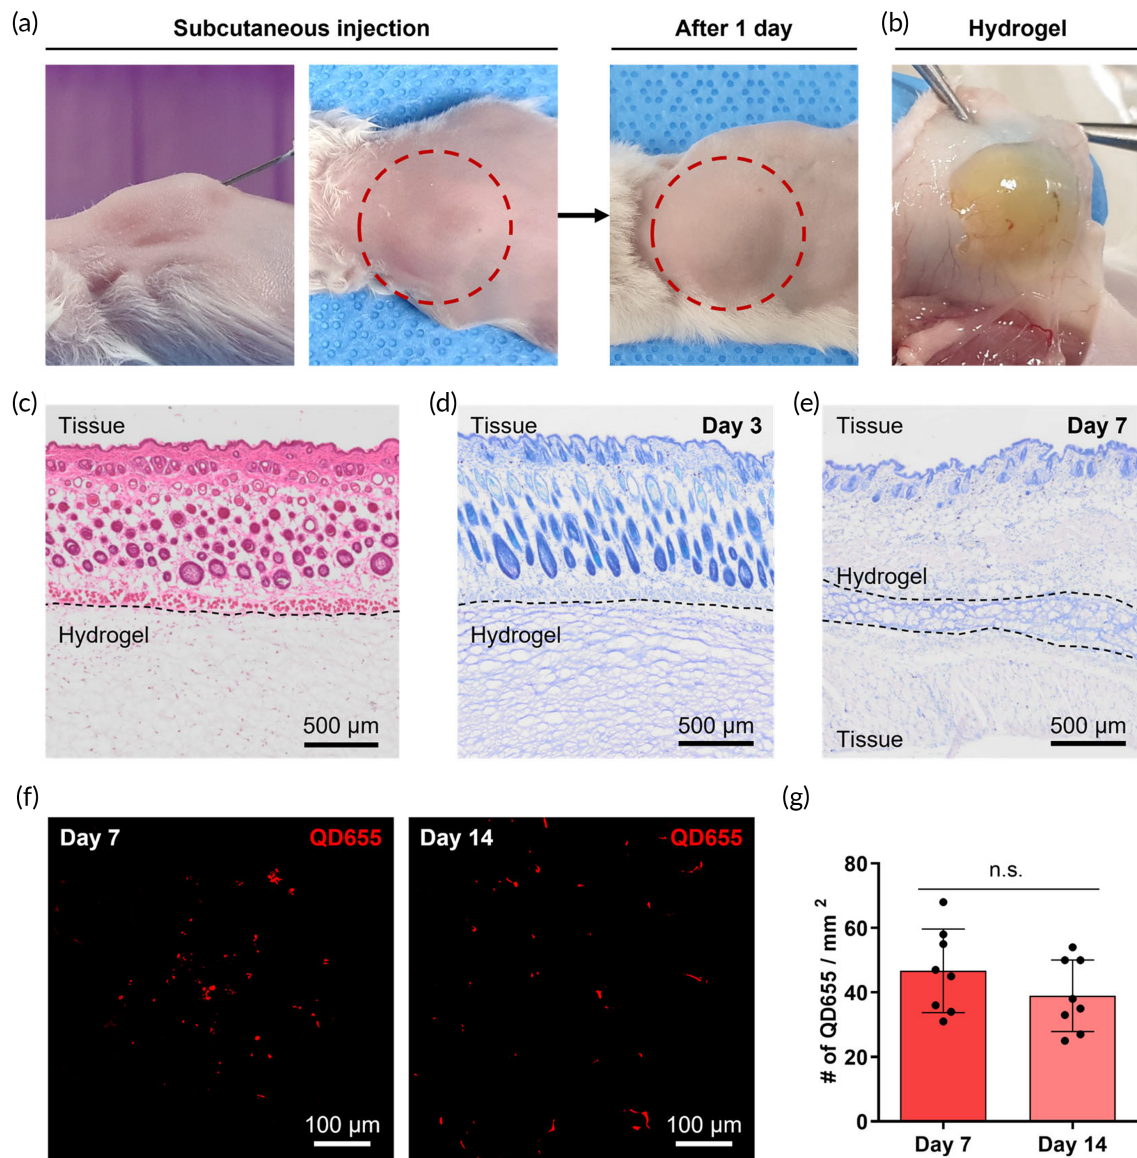 (a)
Subcutaneous injection
After 1 day
(b)
Hydrogel
(c)
Tissue
Hydrogel
500 µm
(d)
Tissue
Day 3
Hydrogel
500 µm
(e)
Tissue
Day 7
Hydrogel
500 µm
Tissue
(f)
Day 7
QD655
100 µm
Day 14
QD655
100 µm
(g)
# of QD655 / mm²
80
60
40
20
0
n.s.
Day 7
Day 14